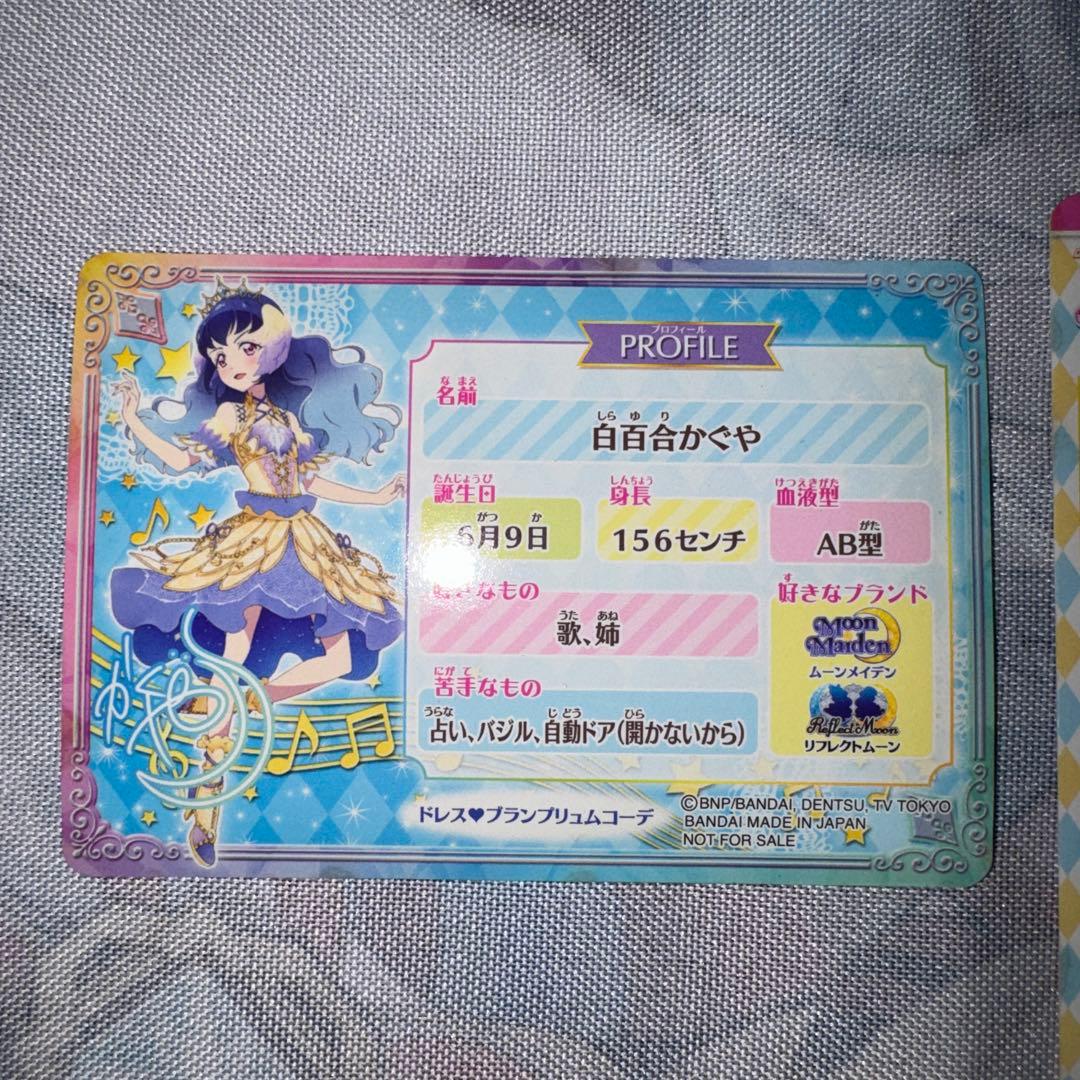 プロフィール
PROFILE
な まえ
名前
しら ゆ り
白百合かぐや
たんじょうび
誕生日
がつ か
6月9日
しんちょう
身長
156センチ
けつえきがた
血液型
がた
AB型
好きなもの
うた あね
歌、姉
す
好きなブランド
Moon
Maiden
ムーンメイデン
Reflect Moon
リフレクトムーン
にが て
苦手なもの
うらな じ どう ひら
占い、バジル、自動ドア(開かないから)
かぐや
ドレス♥ブランプリュムコーデ
©BNP/BANDAI, DENTSU, TV TOKYO
BANDAI MADE IN JAPAN
NOT FOR SALE